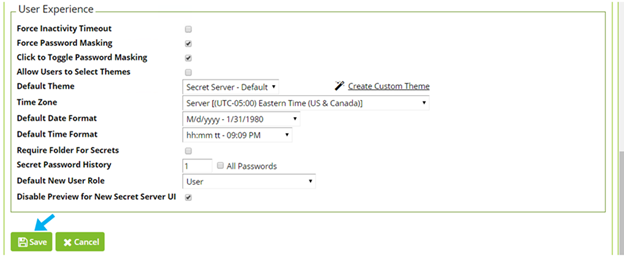 User Experience
Force Inactivity Timeout
Force Password Masking
Click to Toggle Password Masking
Allow Users to Select Themes
Default Theme Secret Server - Default Create Custom Theme
Time Zone Server [(UTC-05:00) Eastern Time (US & Canada)]
Default Date Format M/d/yyyy - 1/31/1980
Default Time Format hh:mm tt - 09:09 PM
Require Folder For Secrets
Secret Password History 1 All Passwords
Default New User Role User
Disable Preview for New Secret Server UI
Save Cancel